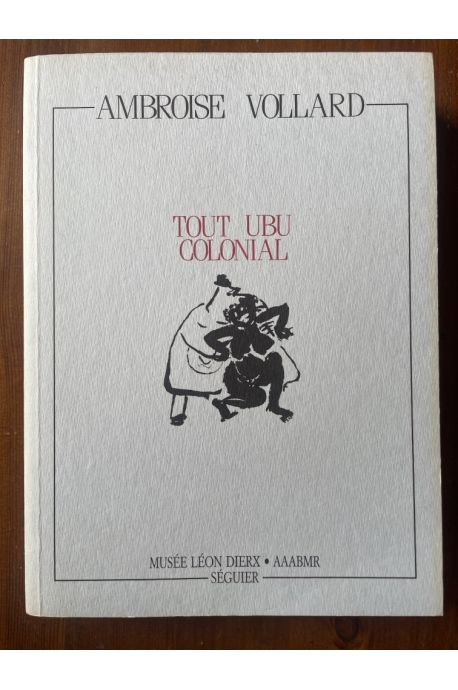 AMBROISE VOLLARD
TOUT UBU
COLONIAL
MUSÉE LÉON DIERX • AAABMR
SÉGUIER